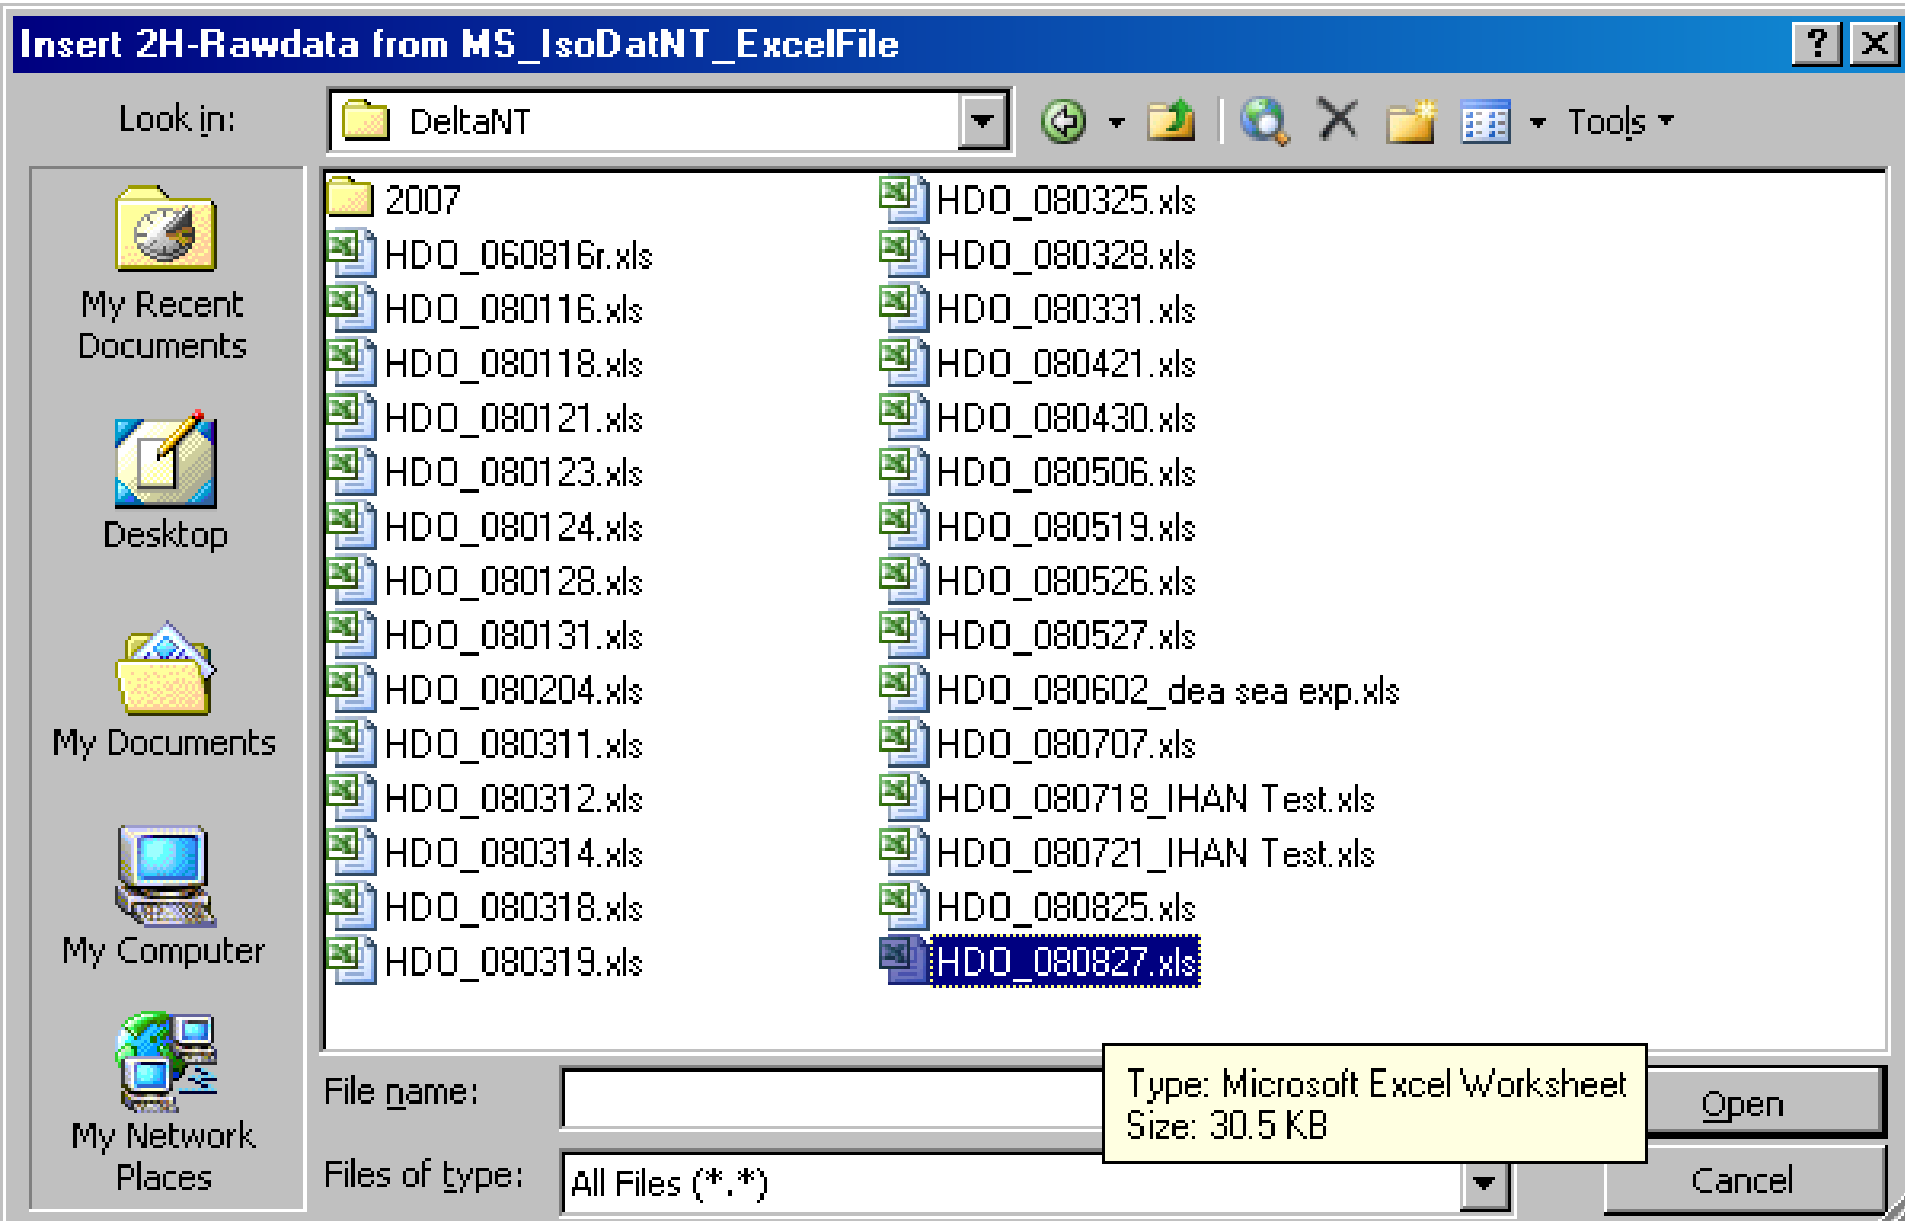 Insert 2H-Rawdata from MS_IsoDatNT_ExcelFile
Look in:
DeltaNT
Tools
My Recent
Documents
Desktop
My Documents
My Computer
My Network
Places
2007
HDO_060816r.xls
HDO_080116.xls
HDO_080118.xls
HDO_080121.xls
HDO_080123.xls
HDO_080124.xls
HDO_080128.xls
HDO_080131.xls
HDO_080204.xls
HDO_080311.xls
HDO_080312.xls
HDO_080314.xls
HDO_080318.xls
HDO_080319.xls
HDO_080325.xls
HDO_080328.xls
HDO_080331.xls
HDO_080421.xls
HDO_080430.xls
HDO_080506.xls
HDO_080519.xls
HDO_080526.xls
HDO_080527.xls
HDO_080602_dea sea exp.xls
HDO_080707.xls
HDO_080718_IHAN Test.xls
HDO_080721_IHAN Test.xls
HDO_080825.xls
HDO_080827.xls
File name:
Type: Microsoft Excel Worksheet
Size: 30.5 KB
Open
Files of type:
All Files (*.*)
Cancel